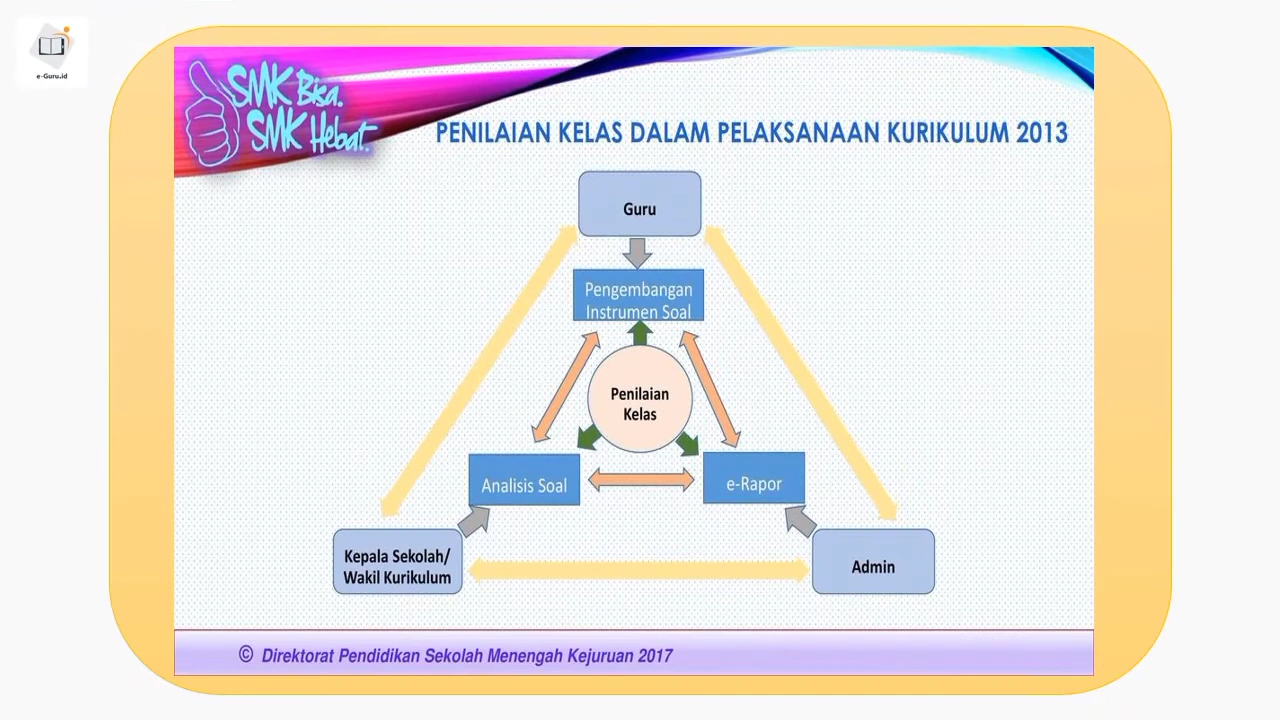 e-Guru.id
SMK Bisa.
SMK Hebat.
PENILAIAN KELAS DALAM PELAKSANAAN KURIKULUM 2013
Guru
Pengembangan
Instrumen Soal
Penilaian
Kelas
Analisis Soal
e-Rapor
Kepala Sekolah/
Wakil Kurikulum
Admin
© Direktorat Pendidikan Sekolah Menengah Kejuruan 2017